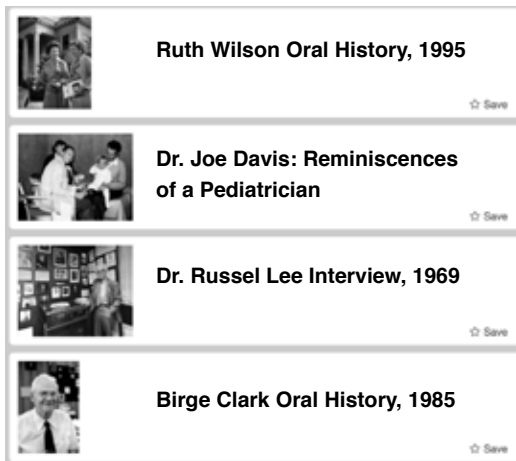 Ruth Wilson Oral History, 1995
☆ Save
Dr. Joe Davis: Reminiscences
of a Pediatrician
☆ Save
Dr. Russel Lee Interview, 1969
☆ Save
Birge Clark Oral History, 1985
☆ Save